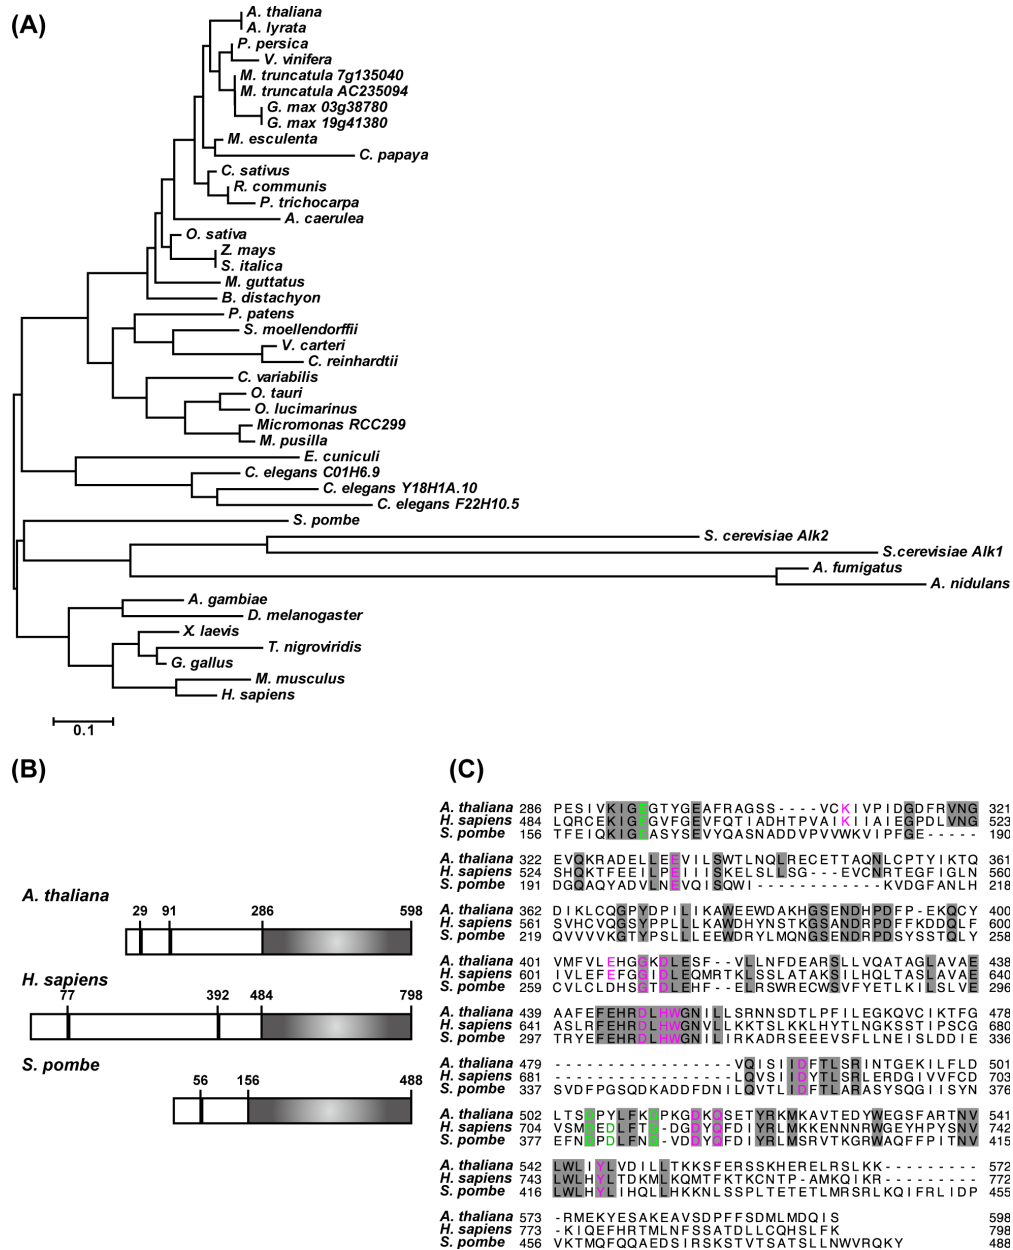 (A)
A. thaliana
A. lyrata
P. persica
V. vinifera
M. truncatula 7g135040
M. truncatula AC235094
G. max 03g38780
G. max 19g41380
M. esculenta
C. papaya
C. sativus
R. communis
P. trichocarpa
A. caerulea
O. sativa
Z. mays
S. italica
M. guttatus
B. distachyon
P. patens
S. moellendorffii
V. carteri
C. reinhardtii
C. variabilis
O. tauri
O. lucimarinus
Micromonas RCC299
M. pusilla
E. cuniculi
C. elegans C01H6.9
C. elegans Y18H1A.10
C. elegans F22H10.5
S. pombe
S. cerevisiae Alk2
S.cerevisiae Alk1
A. fumigatus
A. nidulans
A. gambiae
D. melanogaster
X. laevis
T. nigroviridis
G. gallus
M. musculus
H. sapiens
0.1
(B)
A. thaliana
29 91 286 598
H. sapiens
77 392 484 798
S. pombe
56 156 488
(C)
A. thaliana 286 PESIVKIGEGTYGEAFRAGSS----VCKIVPIDGDFRVNG 321
H. sapiens 484 LQRCEKIGEGVFGEVFQTIADHTPVAIKIIAIEGPDLVNG 523
S. pombe 156 TFEIQKIGEASYSEVYQASNADDVPVVWKVIPFGE----- 190
A. thaliana 322 EVQKRADELLEEVILSWTLNQLRECETTAQNLCPTYIKTQ 361
H. sapiens 524 SHQKTFEEILPEIIISKELSLLSG---EVCNRTEGFIGLN 560
S. pombe 191 DGQAQYADVLNEVQISQWI------------KVDGFANLH 218
A. thaliana 362 DIKLCQGPYDPILIKAWEEWDAKHGSENDHPDFP-EKQCY 400
H. sapiens 561 SVHCVQGSYPPLLLKAWDHYNSTKGSANDRPDFFKDDQLF 600
S. pombe 219 QVVVVKGTYPSLLLEEWDRYLMQNGSENDRPDSYSSTQLY 258
A. thaliana 401 VMFVLEHGGKDLESF--VLLNFDEARSLLVQATAGLAVAE 438
H. sapiens 601 IVLEFEFGGIDLEQMRTKLSSLATAKSILHQLTASLAVAE 640
S. pombe 259 CVLCLDHSGTDLEHF--ELRSWRECWSVFYETLKILSLVE 296
A. thaliana 439 AAFEFEHRDLHWGNILLSRNNSDTLPFILEGKQVCIKTFG 478
H. sapiens 641 ASLRFEHRDLHWGNVLLKKTSLKKLHYTLNGKSSTIPSCG 680
S. pombe 297 TRYEFEHRDLHWGNILIRKADRSEEEVSFLLNEISLDDIE 336
A. thaliana 479 -----------------VQISIIDFTLSRINTGEKILFLD 501
H. sapiens 681 -----------------LQVSIIDYTLSRLERDGIVVFCD 703
S. pombe 337 SVDFPGSQDKADDFDNILQVTLIDFTLARASYSQGIISYN 376
A. thaliana 502 LTSDPYLFKGPKGDKQSETYRKMKAVTEDYWEGSFARTNV 541
H. sapiens 704 VSMDEDLFTGDGDYQFDIYRLMKKENNNRWGEYHPYSNV 742
S. pombe 377 EFNDPDLFNG-VDDYQFDIYRLMSRVTKGRWAQFFPITNV 415
A. thaliana 542 LWLIYLVDILLTKKSFERSSKHERELRSLKK--------- 572
H. sapiens 743 LWLHYLTDKMLKQMTFKTKCNTP-AMKQIKR--------- 772
S. pombe 416 LWLHYLIHQLLHKKNLSSPLTETETLMRSRLKQIFRLIDP 455
A. thaliana 573 -RMEKYESAKEAVSDPFFSDMLMDQIS 598
H. sapiens 773 -KIQEFHRTMLNFSSATDLLCQHSLFK 798
S. pombe 456 VKTMQFQQAEDSIRSKSTVTSATSLLNWVRQKY 488